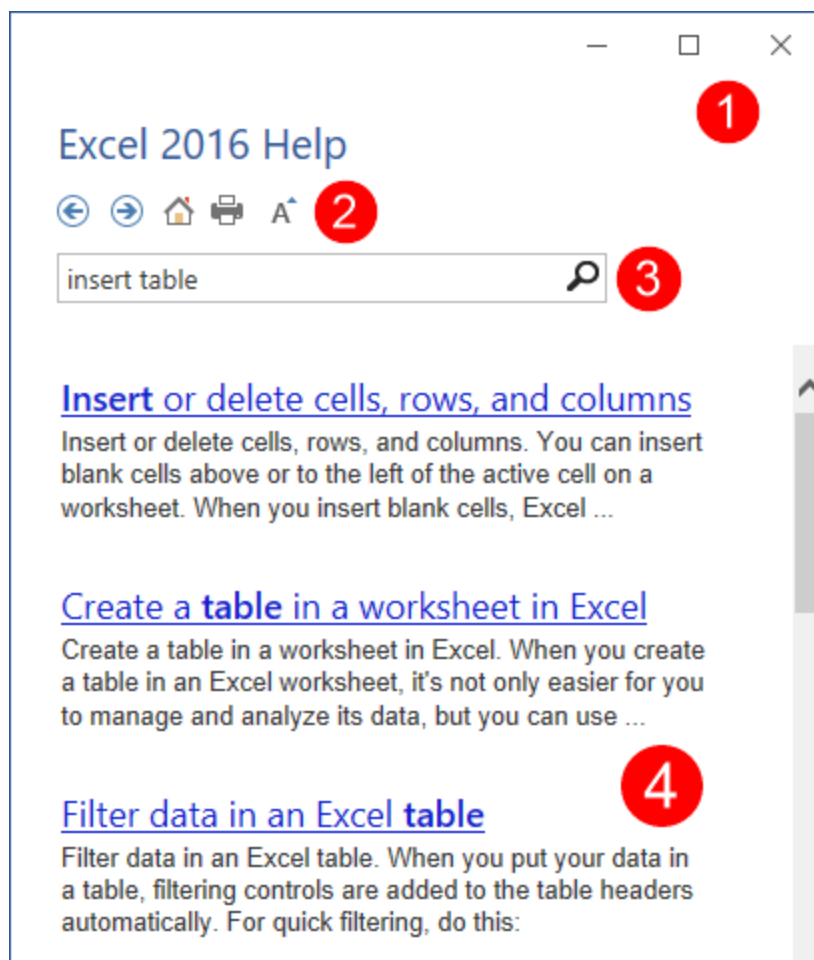 1
Excel 2016 Help
A 2
insert table 3
Insert or delete cells, rows, and columns
Insert or delete cells, rows, and columns. You can insert
blank cells above or to the left of the active cell on a
worksheet. When you insert blank cells, Excel ...
Create a table in a worksheet in Excel
Create a table in a worksheet in Excel. When you create
a table in an Excel worksheet, it's not only easier for you
to manage and analyze its data, but you can use ...
4
Filter data in an Excel table
Filter data in an Excel table. When you put your data in
a table, filtering controls are added to the table headers
automatically. For quick filtering, do this: